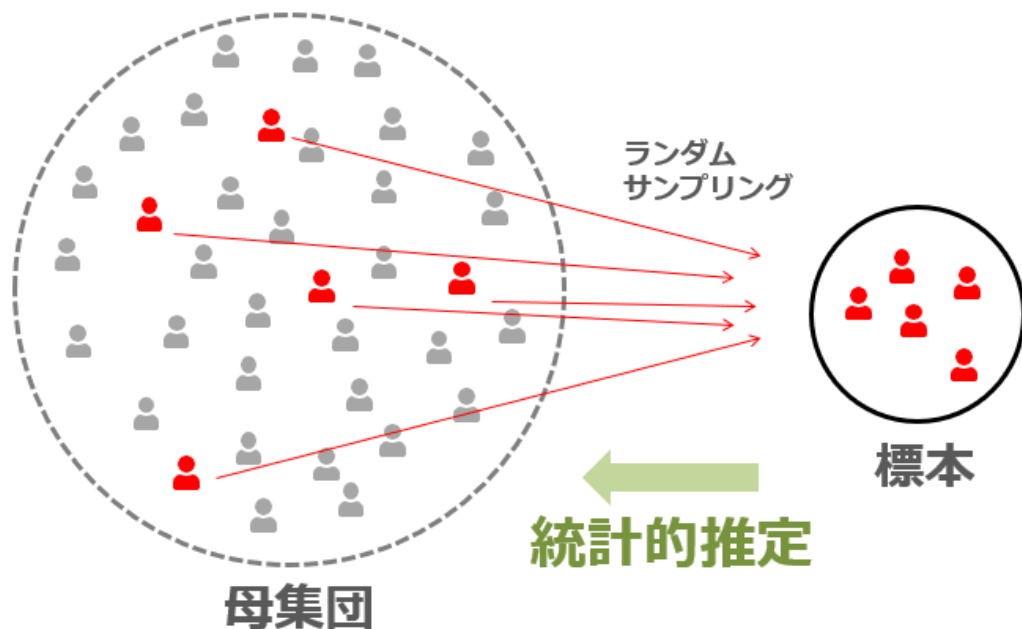 ランダム
サンプリング
標本
統計的推定
母集団